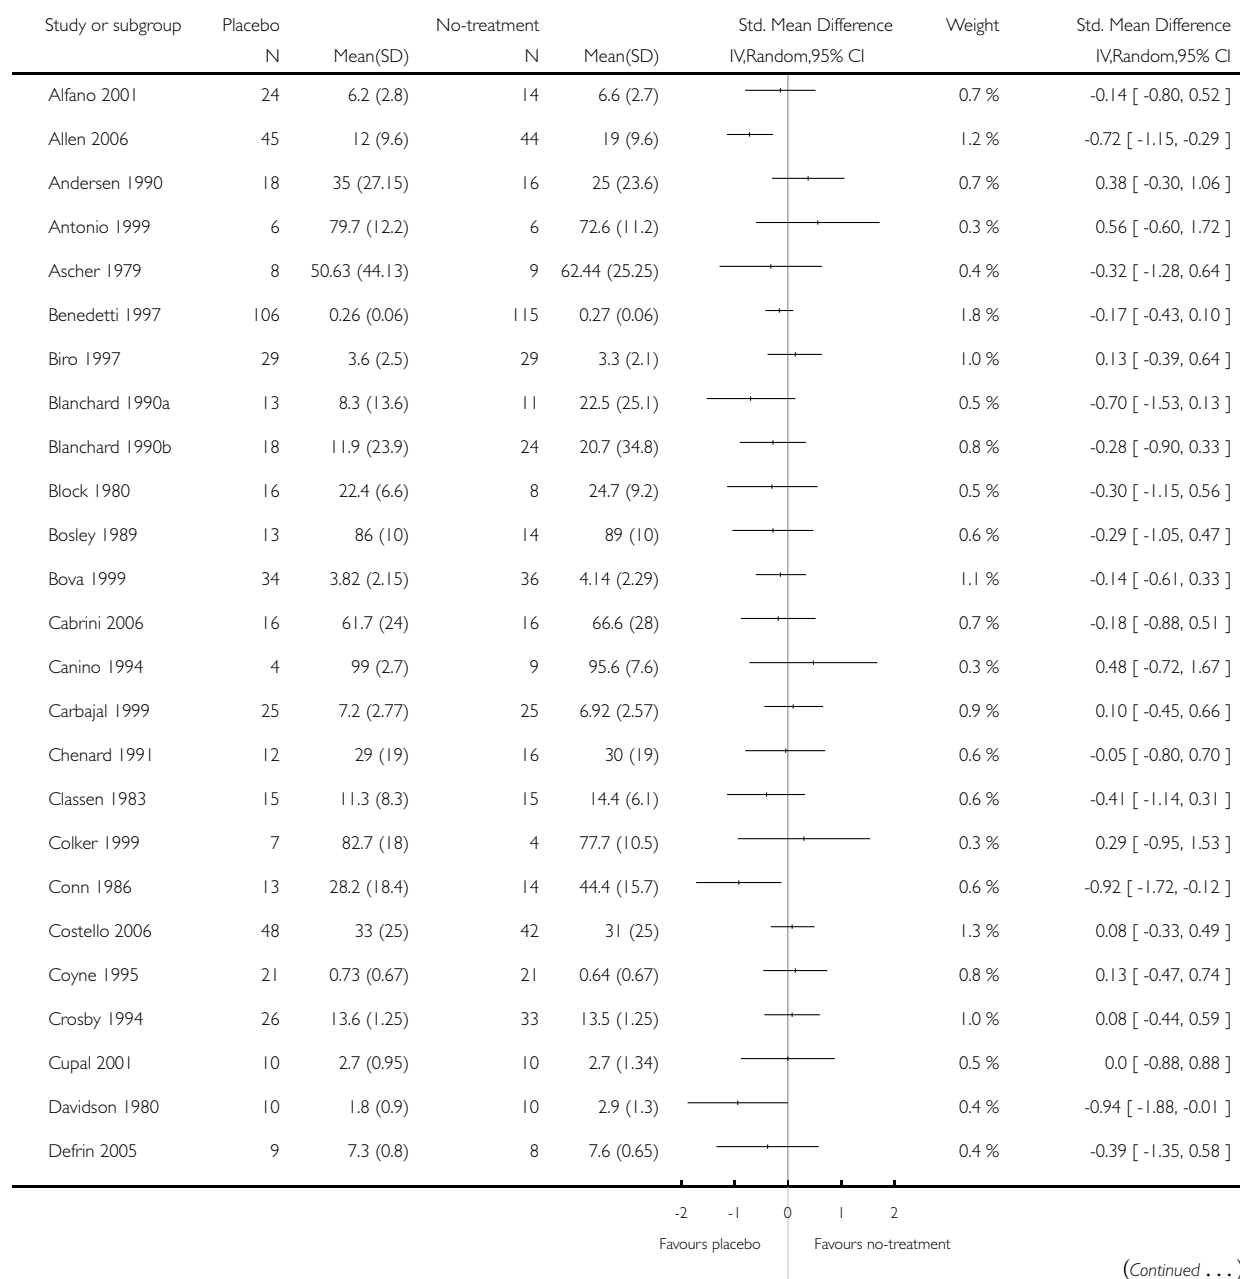 Study or subgroup Placebo No-treatment Std. Mean Difference Weight Std. Mean Difference
N Mean(SD) N Mean(SD) IV,Random,95% CI IV,Random,95% CI
Alfano 2001 24 6.2 (2.8) 14 6.6 (2.7) 0.7 % -0.14 [ -0.80, 0.52 ]
Allen 2006 45 12 (9.6) 44 19 (9.6) 1.2 % -0.72 [ -1.15, -0.29 ]
Andersen 1990 18 35 (27.15) 16 25 (23.6) 0.7 % 0.38 [ -0.30, 1.06 ]
Antonio 1999 6 79.7 (12.2) 6 72.6 (11.2) 0.3 % 0.56 [ -0.60, 1.72 ]
Ascher 1979 8 50.63 (44.13) 9 62.44 (25.25) 0.4 % -0.32 [ -1.28, 0.64 ]
Benedetti 1997 106 0.26 (0.06) 115 0.27 (0.06) 1.8 % -0.17 [ -0.43, 0.10 ]
Biro 1997 29 3.6 (2.5) 29 3.3 (2.1) 1.0 % 0.13 [ -0.39, 0.64 ]
Blanchard 1990a 13 8.3 (13.6) 11 22.5 (25.1) 0.5 % -0.70 [ -1.53, 0.13 ]
Blanchard 1990b 18 11.9 (23.9) 24 20.7 (34.8) 0.8 % -0.28 [ -0.90, 0.33 ]
Block 1980 16 22.4 (6.6) 8 24.7 (9.2) 0.5 % -0.30 [ -1.15, 0.56 ]
Bosley 1989 13 86 (10) 14 89 (10) 0.6 % -0.29 [ -1.05, 0.47 ]
Bova 1999 34 3.82 (2.15) 36 4.14 (2.29) 1.1 % -0.14 [ -0.61, 0.33 ]
Cabrini 2006 16 61.7 (24) 16 66.6 (28) 0.7 % -0.18 [ -0.88, 0.51 ]
Canino 1994 4 99 (2.7) 9 95.6 (7.6) 0.3 % 0.48 [ -0.72, 1.67 ]
Carbajal 1999 25 7.2 (2.77) 25 6.92 (2.57) 0.9 % 0.10 [ -0.45, 0.66 ]
Chenard 1991 12 29 (19) 16 30 (19) 0.6 % -0.05 [ -0.80, 0.70 ]
Classen 1983 15 11.3 (8.3) 15 14.4 (6.1) 0.6 % -0.41 [ -1.14, 0.31 ]
Colker 1999 7 82.7 (18) 4 77.7 (10.5) 0.3 % 0.29 [ -0.95, 1.53 ]
Conn 1986 13 28.2 (18.4) 14 44.4 (15.7) 0.6 % -0.92 [ -1.72, -0.12 ]
Costello 2006 48 33 (25) 42 31 (25) 1.3 % 0.08 [ -0.33, 0.49 ]
Coyne 1995 21 0.73 (0.67) 21 0.64 (0.67) 0.8 % 0.13 [ -0.47, 0.74 ]
Crosby 1994 26 13.6 (1.25) 33 13.5 (1.25) 1.0 % 0.08 [ -0.44, 0.59 ]
Cupal 2001 10 2.7 (0.95) 10 2.7 (1.34) 0.5 % 0.0 [ -0.88, 0.88 ]
Davidson 1980 10 1.8 (0.9) 10 2.9 (1.3) 0.4 % -0.94 [ -1.88, -0.01 ]
Defrin 2005 9 7.3 (0.8) 8 7.6 (0.65) 0.4 % -0.39 [ -1.35, 0.58 ]
-2 -1 0 1 2
Favours placebo Favours no-treatment
(Continued . . . )